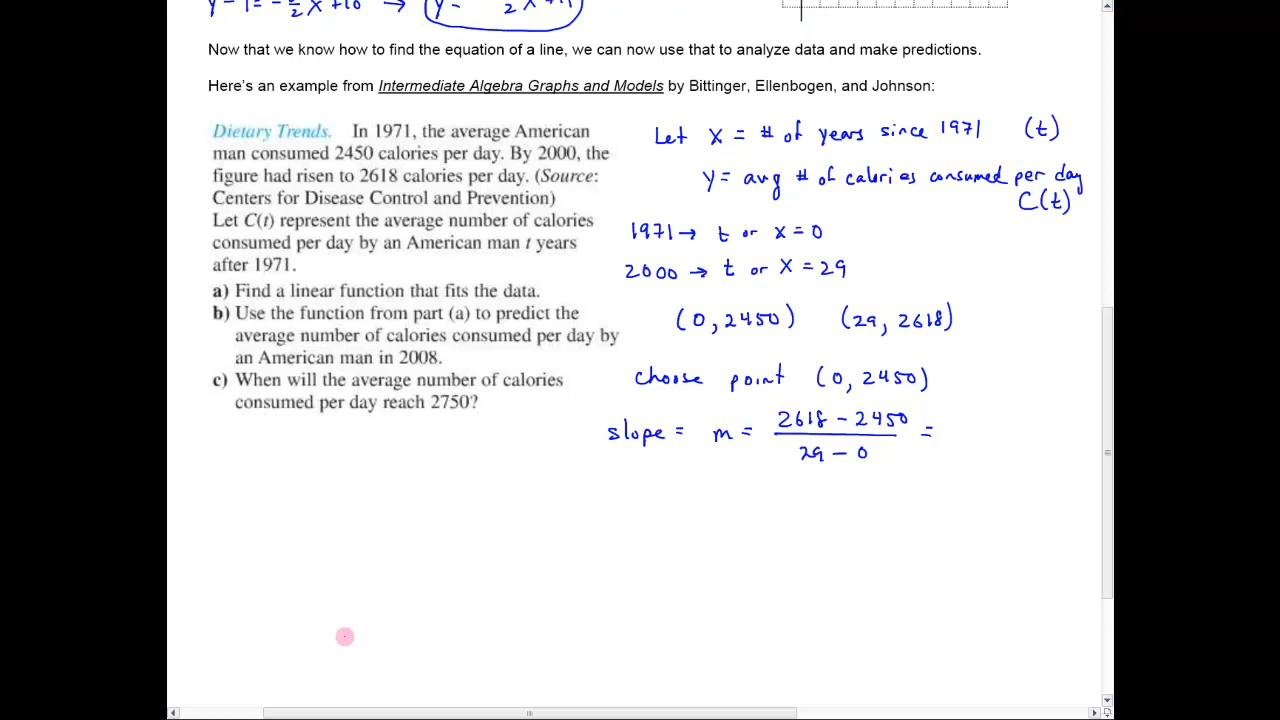 Now that we know how to find the equation of a line, we can now use that to analyze data and make predictions.
Here's an example from Intermediate Algebra Graphs and Models by Bittinger, Ellenbogen, and Johnson:
Dietary Trends. In 1971, the average American
man consumed 2450 calories per day. By 2000, the
figure had risen to 2618 calories per day. (Source:
Centers for Disease Control and Prevention)
Let C(t) represent the average number of calories
consumed per day by an American man t years
after 1971.
a) Find a linear function that fits the data.
b) Use the function from part (a) to predict the
average number of calories consumed per day by
an American man in 2008.
c) When will the average number of calories
consumed per day reach 2750?
Let x = # of years since 1971 (t)
y = avg # of calories consumed per day
C(t)
1971 → t or x = 0
2000 → t or x = 29
(0, 2450) (29, 2618)
choose point (0, 2450)
slope = m = 2618 - 2450 =
29 - 0